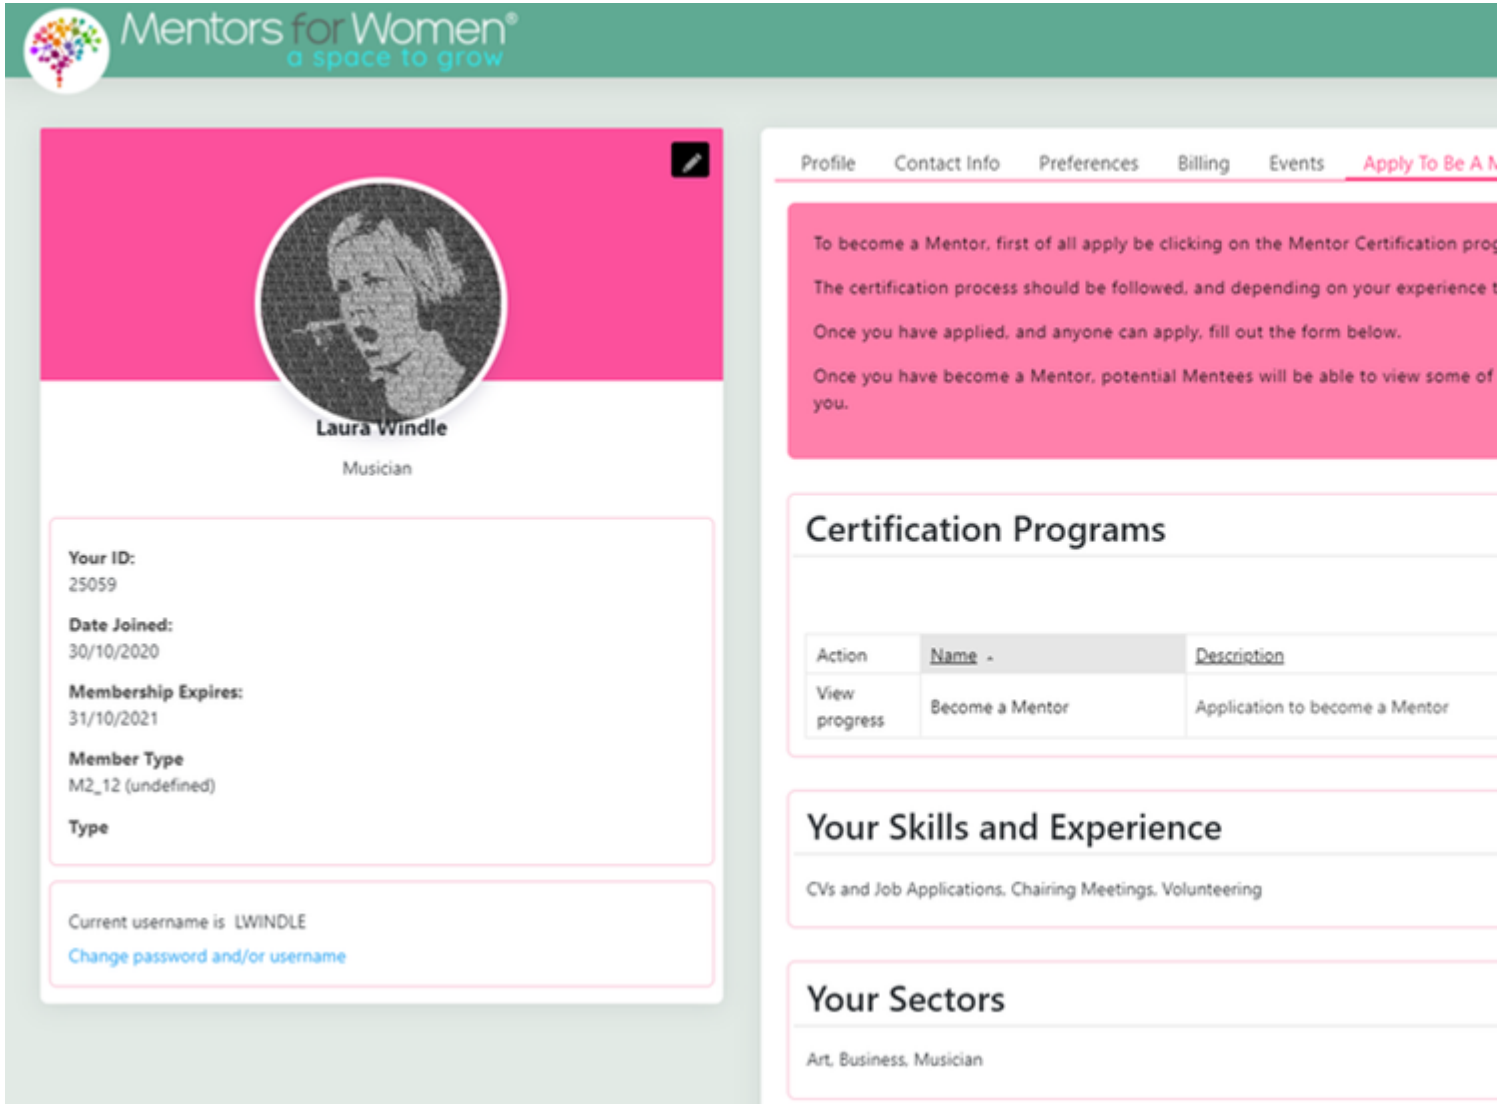 Mentors for Women®
a space to grow
Laura Windle
Musician
Your ID:
25059
Date Joined:
30/10/2020
Membership Expires:
31/10/2021
Member Type
M2_12 (undefined)
Type
Current username is LWINDLE
Change password and/or username
Profile Contact Info Preferences Billing Events Apply To Be A M
To become a Mentor, first of all apply be clicking on the Mentor Certification prog
The certification process should be followed, and depending on your experience t
Once you have applied, and anyone can apply, fill out the form below.
Once you have become a Mentor, potential Mentees will be able to view some of
you.
Certification Programs
Action Name Description
View progress Become a Mentor Application to become a Mentor
Your Skills and Experience
CVs and Job Applications, Chairing Meetings, Volunteering
Your Sectors
Art, Business, Musician